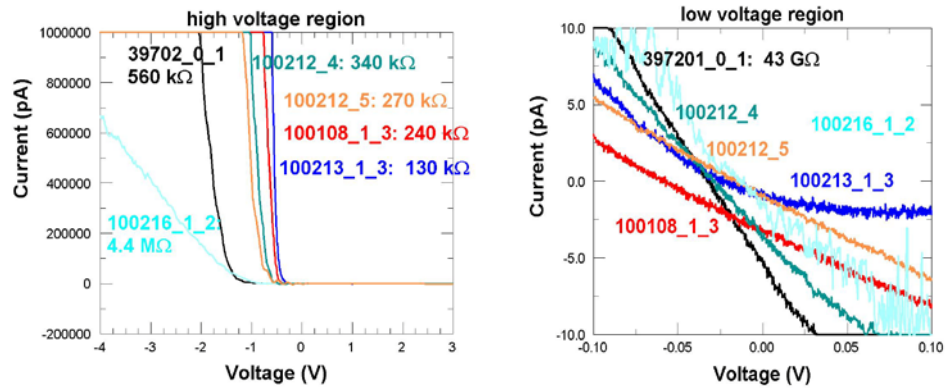 high voltage region
1000000
800000
600000
400000
200000
0
-200000
-4
-3
-2
-1
0
1
2
3
Current (pA)
Voltage (V)
39702_0_1
560 kΩ
100212_4: 340 kΩ
100212_5: 270 kΩ
100108_1_3: 240 kΩ
100213_1_3: 130 kΩ
100216_1_2:
4.4 MΩ
low voltage region
10.0
5.0
0.0
-5.0
-10.0
-0.10
-0.05
0.00
0.05
0.10
Current (pA)
Voltage (V)
397201_0_1: 43 GΩ
100212_4
100216_1_2
100212_5
100213_1_3
100108_1_3